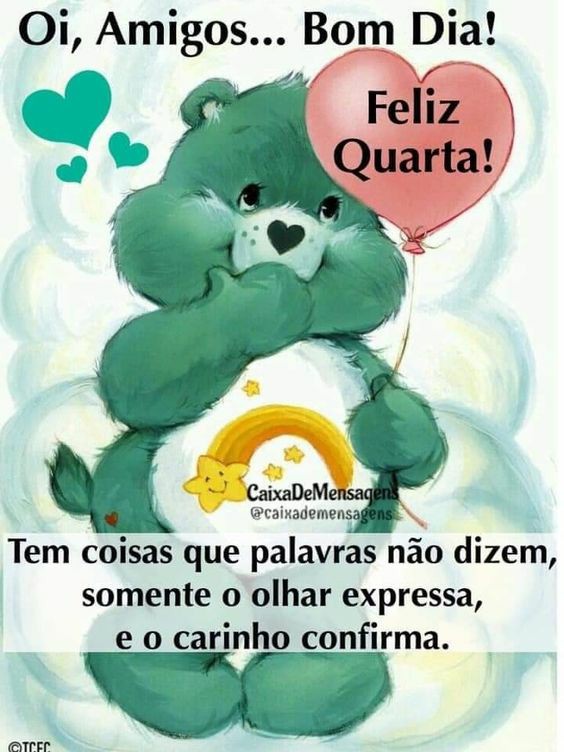 Oi, Amigos... Bom Dia!
Feliz
Quarta!
CaixaDeMensagens
@caixademensagens
Tem coisas que palavras não dizem,
somente o olhar expressa,
e o carinho confirma.
©TCFC